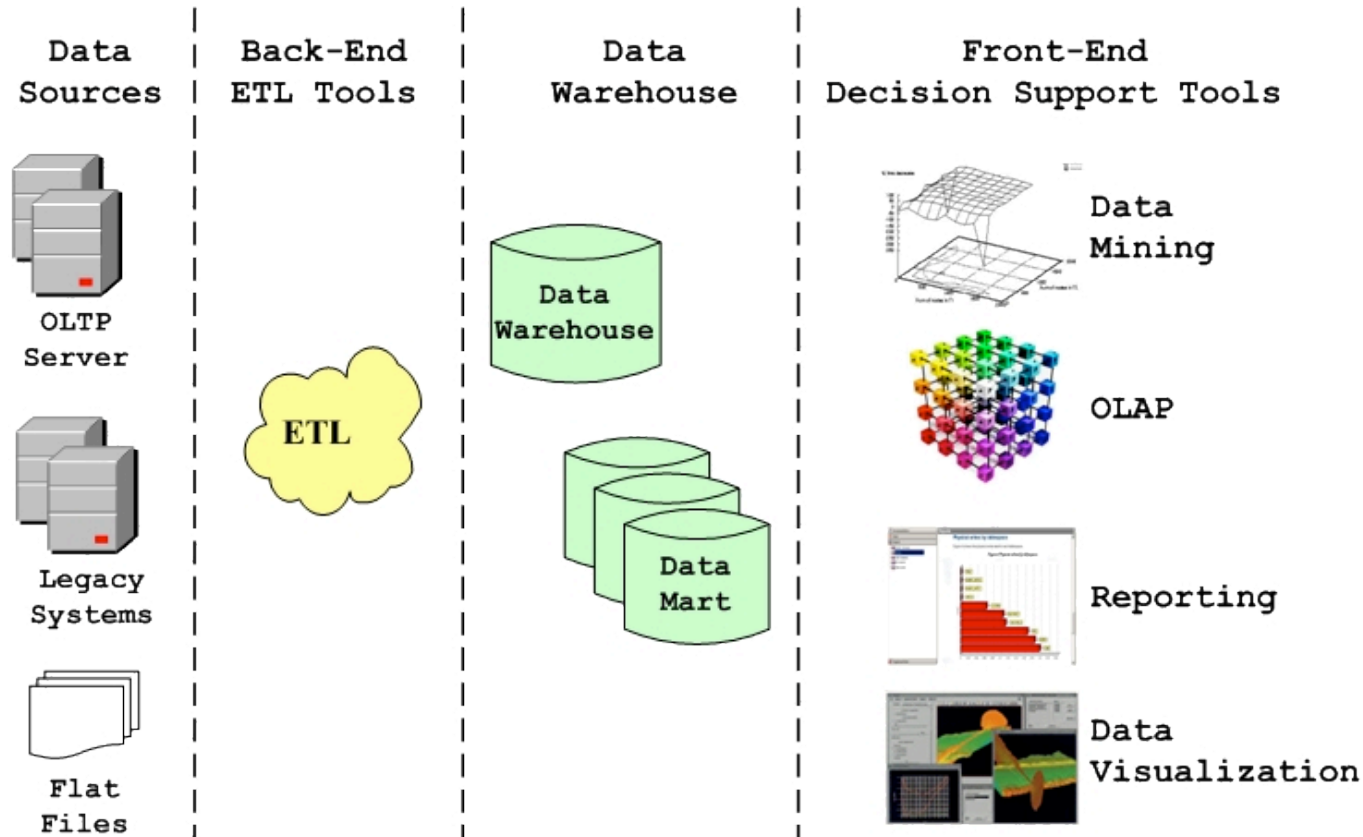 Data
Sources
Back-End
ETL Tools
Data
Warehouse
Front-End
Decision Support Tools
OLTP
Server
Legacy
Systems
Flat
Files
ETL
Data
Warehouse
Data
Mart
Data
Mining
OLAP
Reporting
Data
Visualization